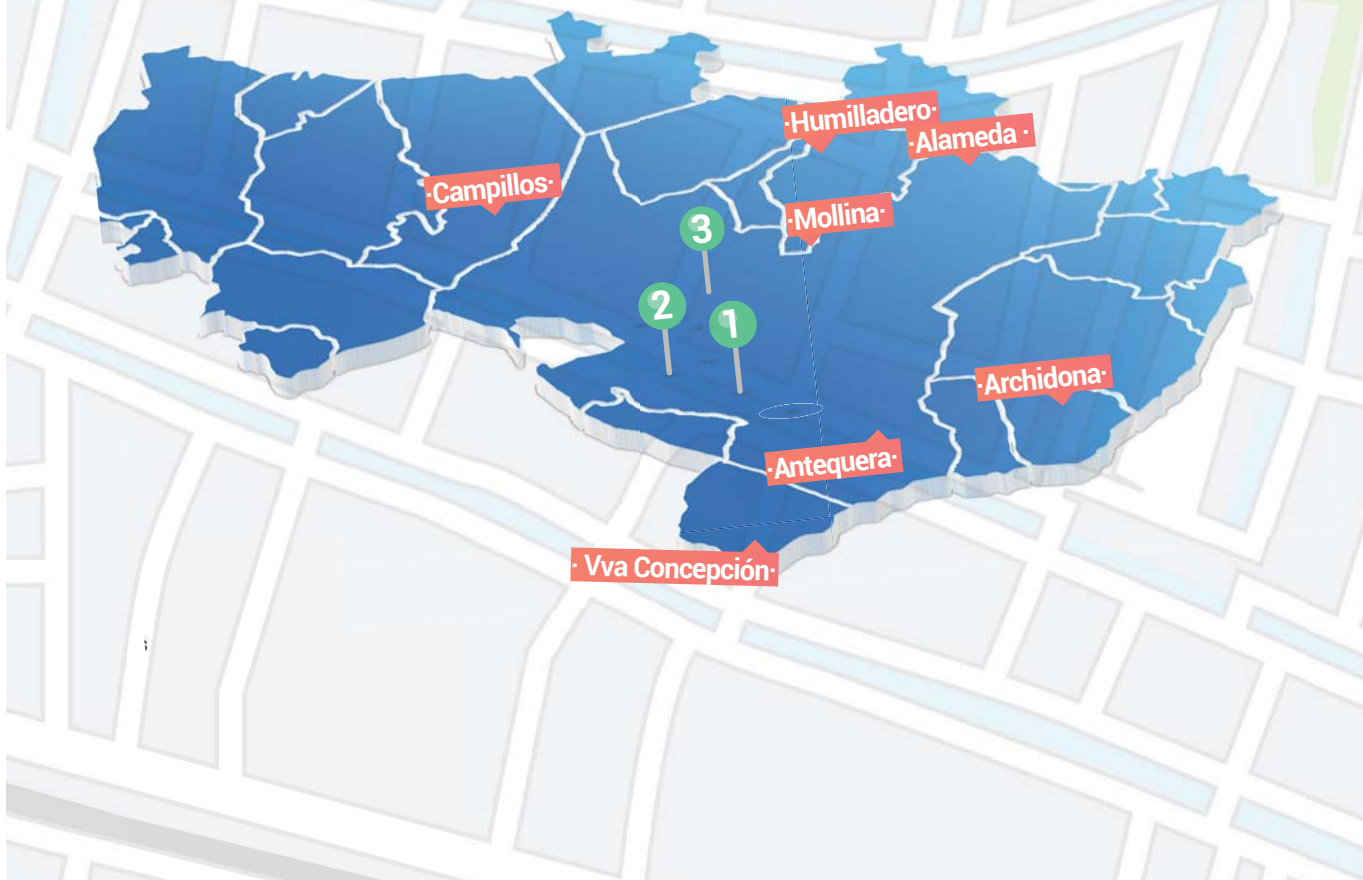 ·Humilladero·
·Alameda ·
·Campillos·
·Mollina·
3
2
1
·Archidona·
·Antequera·
· Vva Concepción·